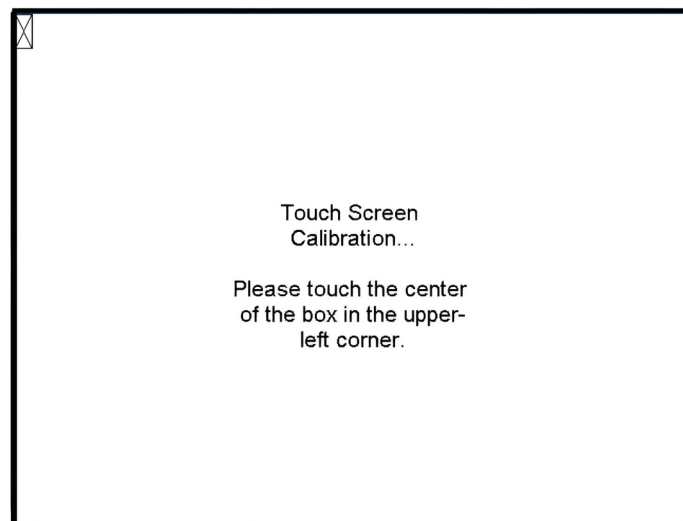 Touch Screen
Calibration...
Please touch the center
of the box in the upper-
left corner.